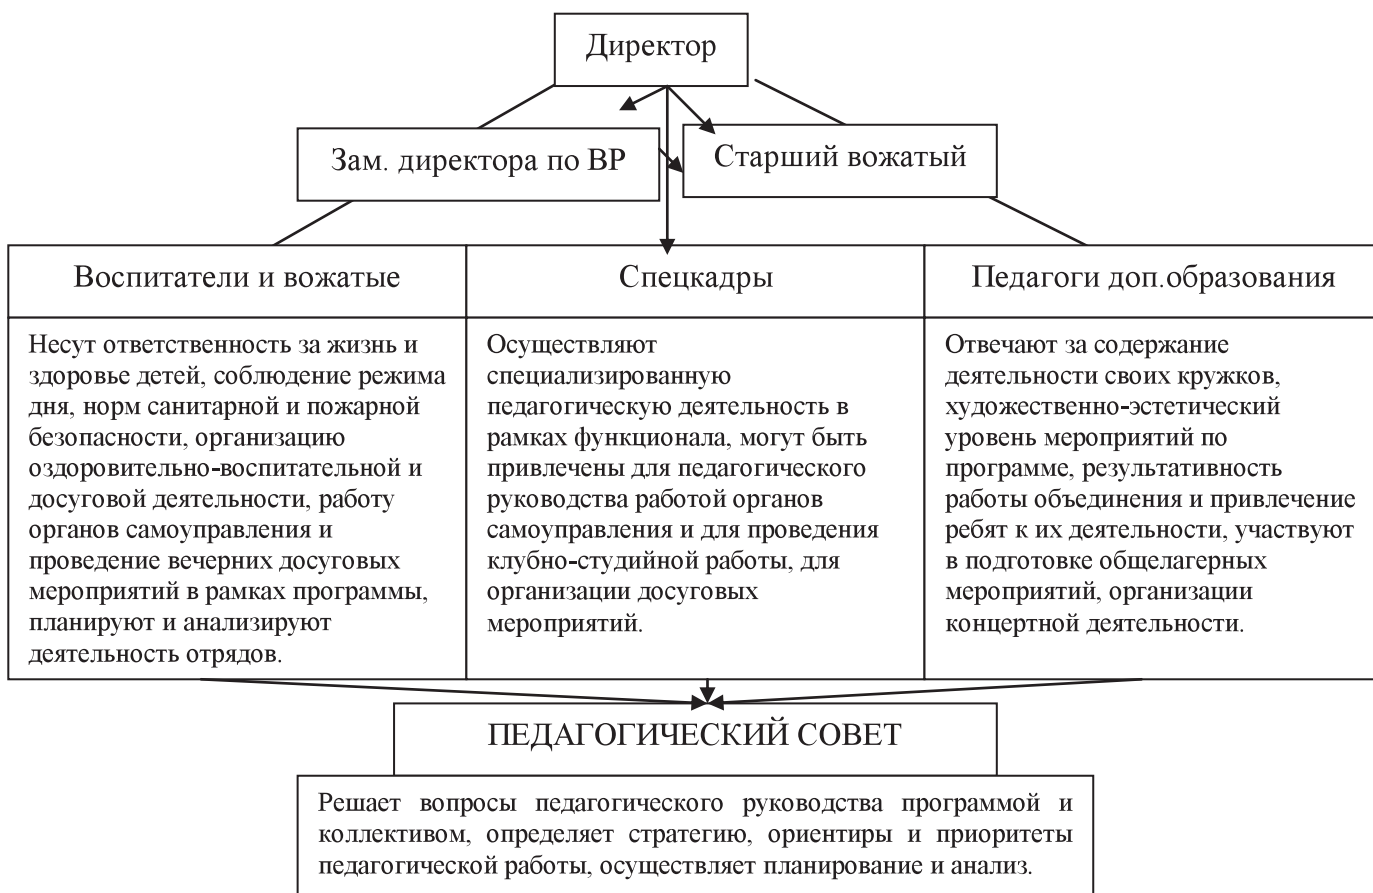 Директор
Зам. директора по ВР
Старший вожатый
Воспитатели и вожатые
Несут ответственность за жизнь и
здоровье детей, соблюдение режима
дня, норм санитарной и пожарной
безопасности, организацию
оздоровительно-воспитательной и
досуговой деятельности, работу
органов самоуправления и
проведение вечерних досуговых
мероприятий в рамках программы,
планируют и анализируют
деятельность отрядов.
Спецкадры
Осуществляют
специализированную
педагогическую деятельность в
рамках функционала, могут быть
привлечены для педагогического
руководства работой органов
самоуправления и для проведения
клубно-студийной работы, для
организации досуговых
мероприятий.
Педагоги доп.образования
Отвечают за содержание
деятельности своих кружков,
художественно-эстетический
уровень мероприятий по
программе, результативность
работы объединения и привлечение
ребят к их деятельности, участвуют
в подготовке общелагерных
мероприятий, организации
концертной деятельности.
ПЕДАГОГИЧЕСКИЙ СОВЕТ
Решает вопросы педагогического руководства программой и
коллективом, определяет стратегию, ориентиры и приоритеты
педагогической работы, осуществляет планирование и анализ.